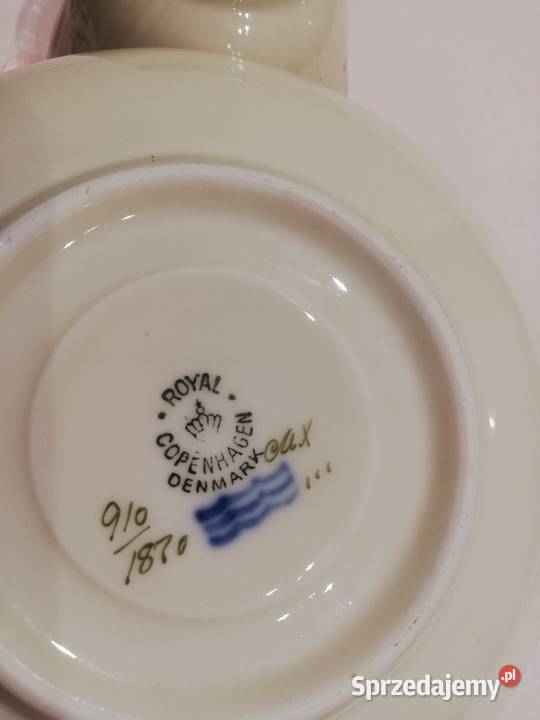 ROYAL
COPENHAGEN
DENMARK
910
1870
Sprzedajemy.pl